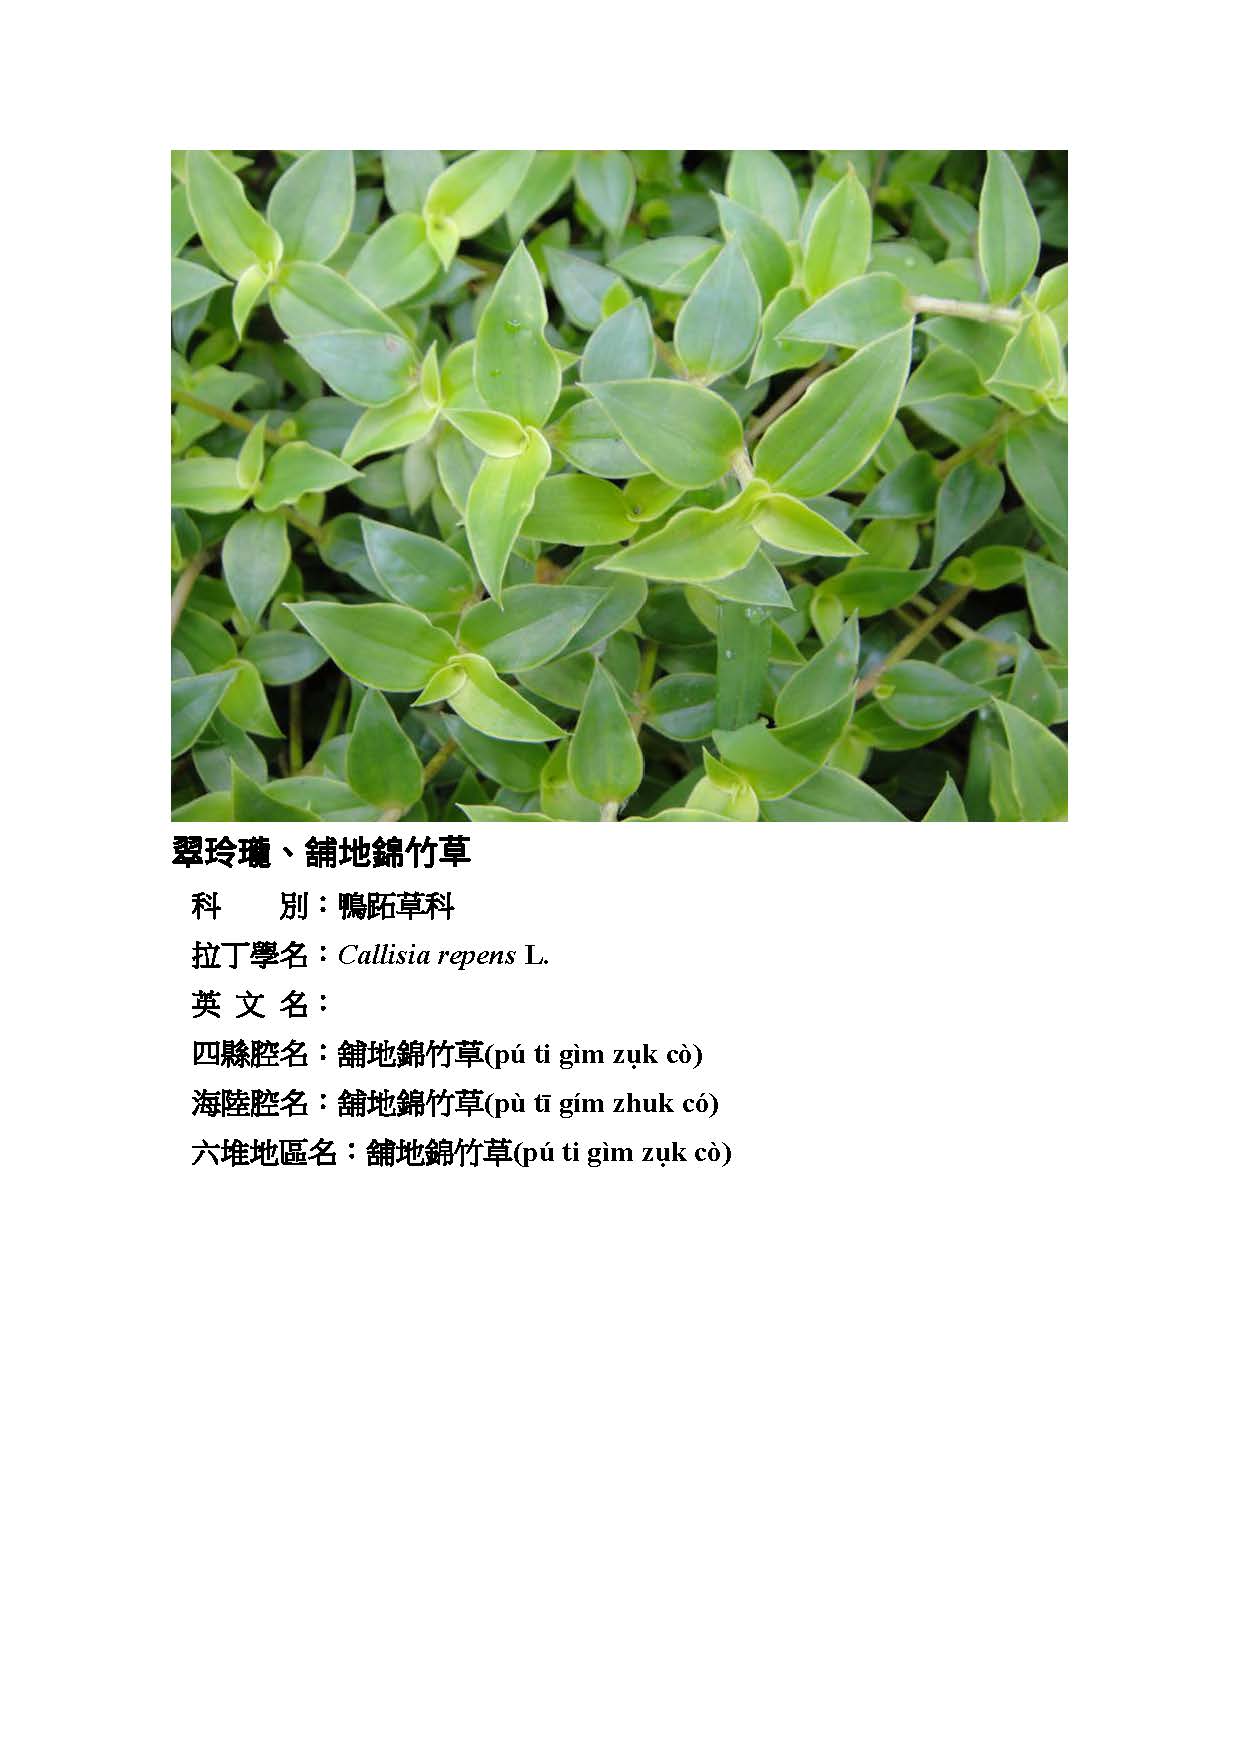 翠玲瓏、舖地錦竹草
科　　別：鴨跖草科
拉丁學名：Callisia repens L.
英 文 名：
四縣腔名：舖地錦竹草(pú ti gìm zụk cò)
海陸腔名：舖地錦竹草(pù tī gím zhuk có)
六堆地區名：舖地錦竹草(pú ti gìm zụk cò)